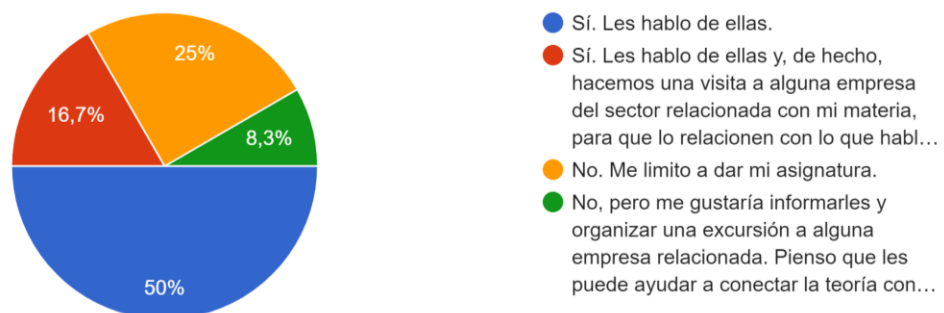 25%
16,7%
8,3%
50%
Sí. Les hablo de ellas.
Sí. Les hablo de ellas y, de hecho,
hacemos una visita a alguna empresa
del sector relacionada con mi materia,
para que lo relacionen con lo que habl…
No. Me limito a dar mi asignatura.
No, pero me gustaría informarles y
organizar una excursión a alguna
empresa relacionada. Pienso que les
puede ayudar a conectar la teoría con…